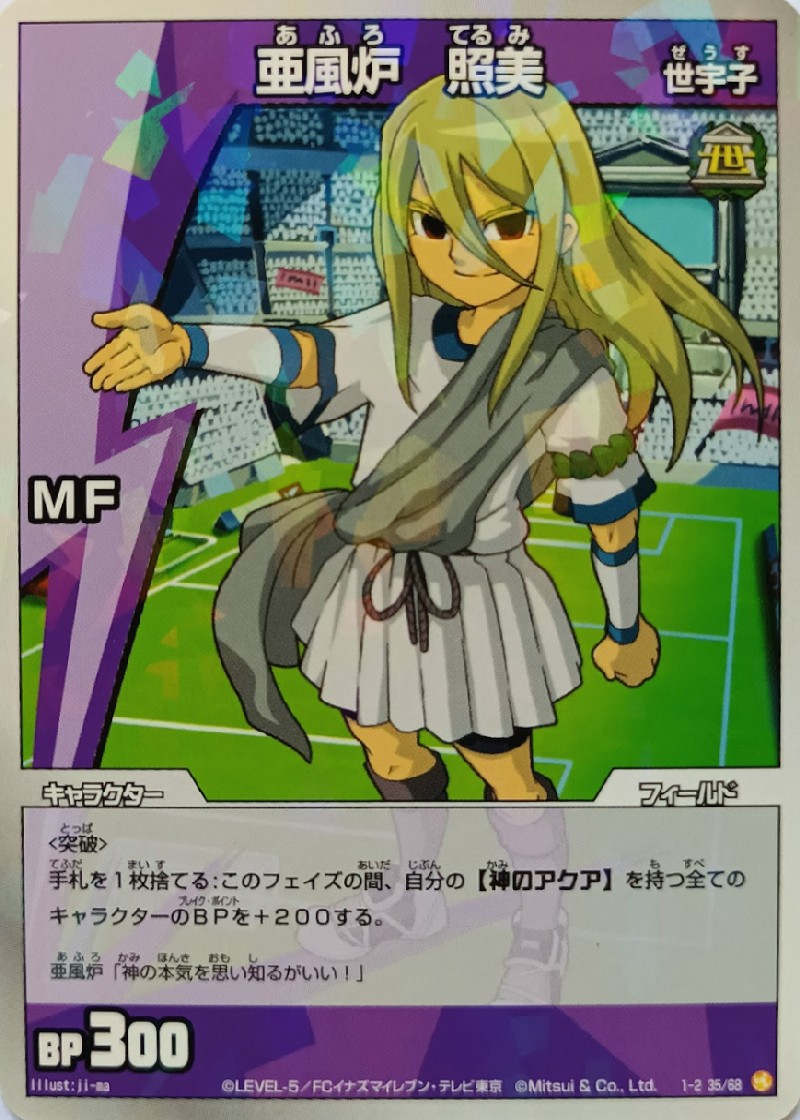 あふろ てるみ
亜風炉 照美
ぜうす
世宇子
世
MF
キャラクター
フィールド
とっぱ
<突破>
てふだ まいす あいだ じぶん かみ も すべ
手札を1枚捨てる:このフェイズの間、自分の【神のアクア】を持つ全ての
ブレイク・ポイント
キャラクターのBPを+200する。
あふろ かみ ほんき おも し
亜風炉「神の本気を思い知るがいい!」
BP 300
Illust:ji-ma
©LEVEL-5/FCイナズマイレブン・テレビ東京 ©Mitsui & Co., Ltd. 1-2 35/68